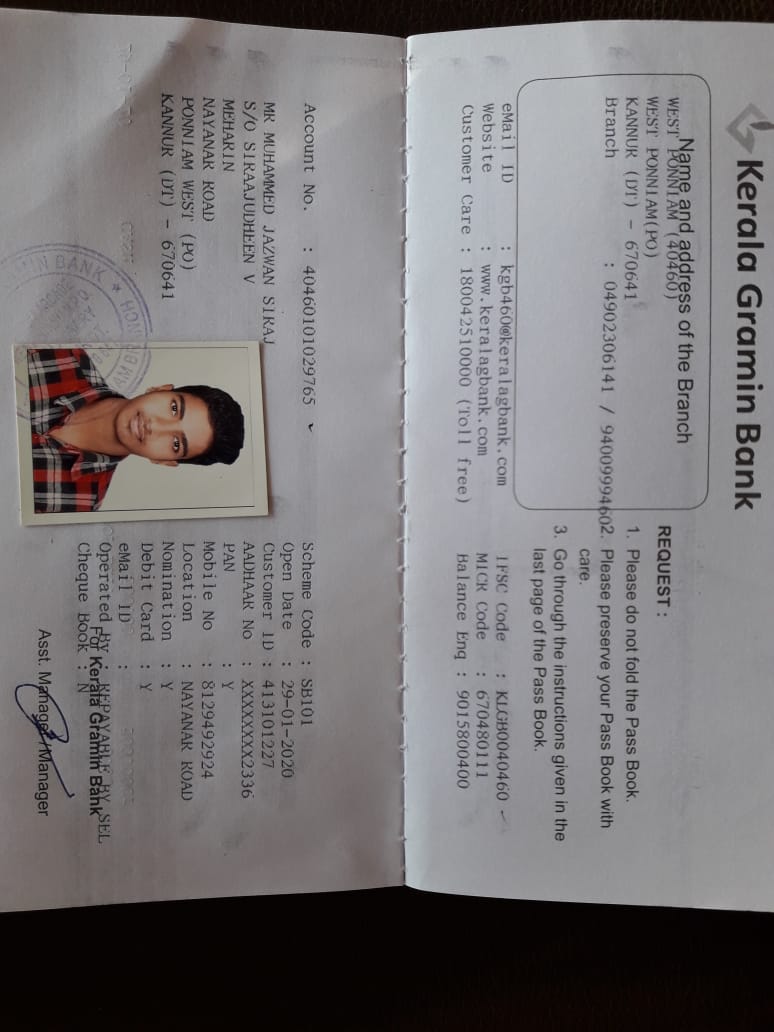 Kerala Gramin Bank
Name and address of the Branch
WEST PONNIAM (40460)
WEST PONNIAM(PO)
KANNUR (DT) - 670641
Branch : 04902306141 / 9400999460
REQUEST :
1. Please do not fold the Pass Book.
2. Please preserve your Pass Book with
care.
3. Go through the instructions given in the
last page of the Pass Book.
eMail ID : kgb460@keralagbank.com
Website : www.keralagbank.com
Customer Care : 180042510000 (Toll free)
IFSC Code : KLGB0040460
MICR Code : 670480111
Balance Enq : 9015800400
Account No. : 40460101029765
MR MUHAMMED JAZWAN SIRAJ
S/O SIRAAJUDHEEN V
MEHARIN
NAYANAR ROAD
PONNIAM WEST (PO)
KANNUR (DT) - 670641
Scheme Code : SB101
Open Date : 29-01-2020
Customer ID : 413101227
AADHAAR No : XXXXXXXX2336
PAN : Y
Mobile No : 8129492924
Location : NAYANAR ROAD
Nomination : Y
Debit Card : Y
eMail ID :
Operated By : REPAYABLE BY SEL
Cheque Book : N
For Kerala Gramin Bank
Asst. Manager/Manager